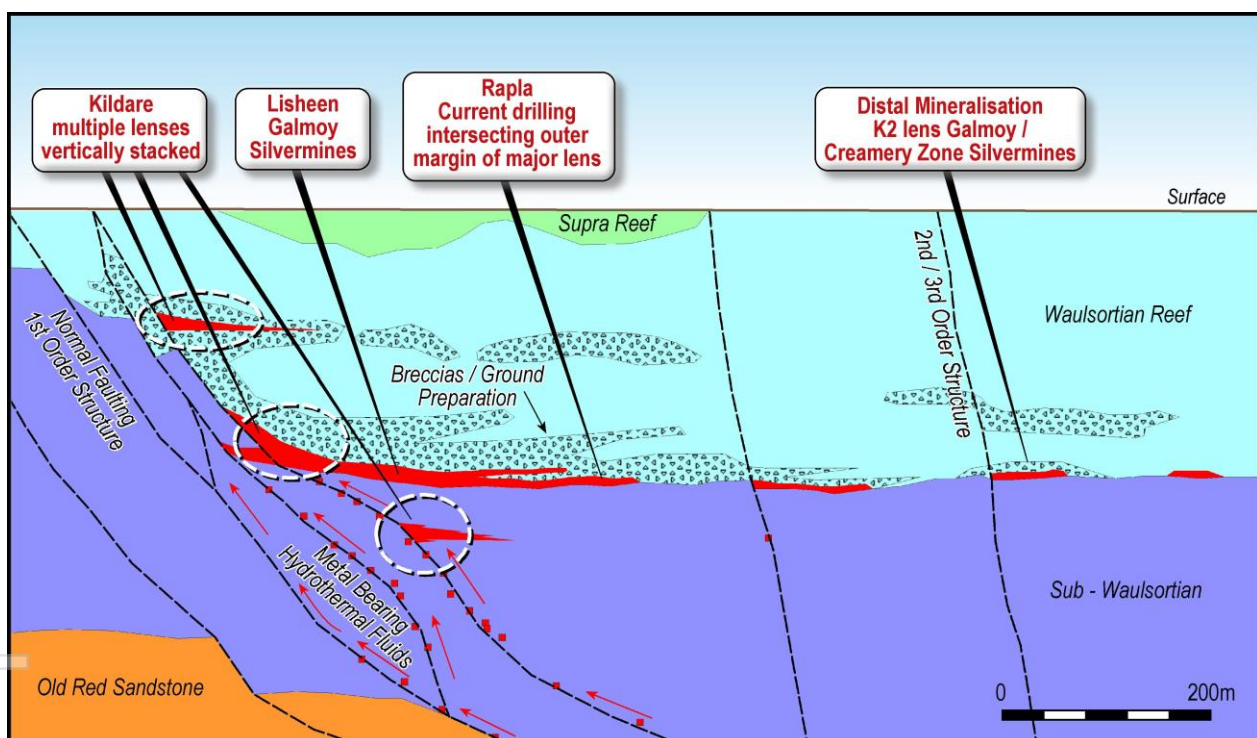 Kildare
multiple lenses
vertically stacked
Lisheen
Galmoy
Silvermines
Rapla
Current drilling
intersecting outer
margin of major lens
Distal Mineralisation
K2 lens Galmoy /
Creamery Zone Silvermines
Surface
Supra Reef
2nd / 3rd Order Structure
Waulsortian Reef
Normal Faulting
1st Order Structure
Breccias / Ground
Preparation
Metal Bearing
Hydrothermal Fluids
Sub - Waulsortian
Old Red Sandstone
0 200m